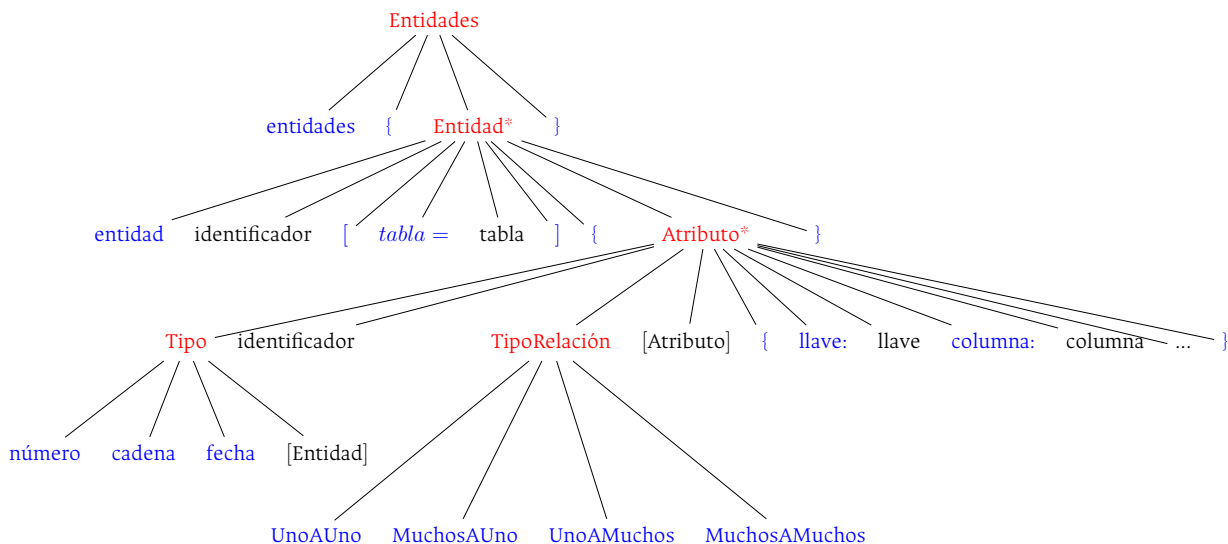 Entidades
entidades { Entidad* }
entidad identificador [ tabla = tabla ] { Atributo* }
Tipo identificador TipoRelación [Atributo] { llave: llave columna: columna ... }
número cadena fecha [Entidad]
UnoAUno MuchosAUno UnoAMuchos MuchosAMuchos